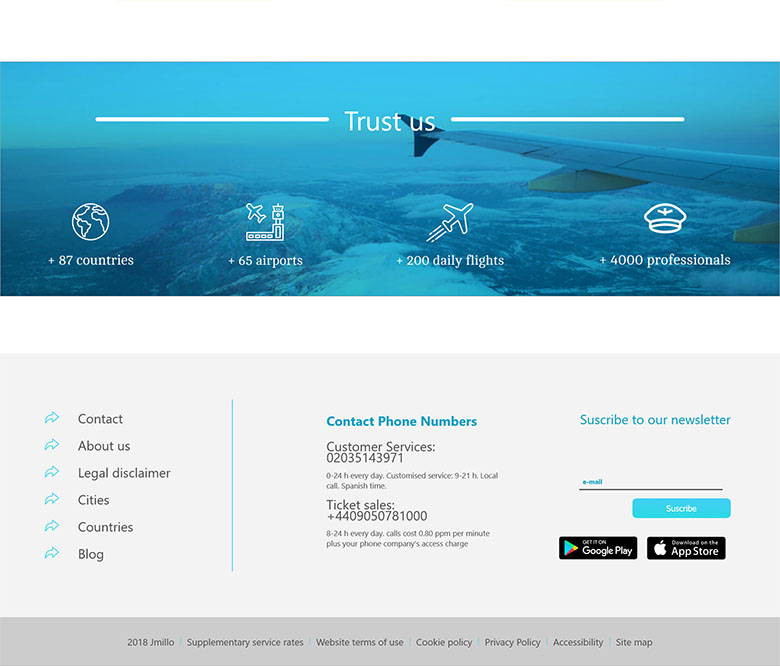 Trust us
+ 87 countries
+ 65 airports
+ 200 daily flights
+ 4000 professionals
Contact
About us
Legal disclaimer
Cities
Countries
Blog
Contact Phone Numbers
Customer Services:
02035143971
0-24 h every day. Customised service: 9-21 h. Local
call. Spanish time.
Ticket sales:
+4409050781000
8-24 h every day. calls cost 0.80 ppm per minute
plus your phone company's access charge
Suscribe to our newsletter
e-mail
Suscribe
GET IT ON
Google Play
Download on the
App Store
2018 Jmillo | Supplementary service rates | Website terms of use | Cookie policy | Privacy Policy | Accessibility | Site map